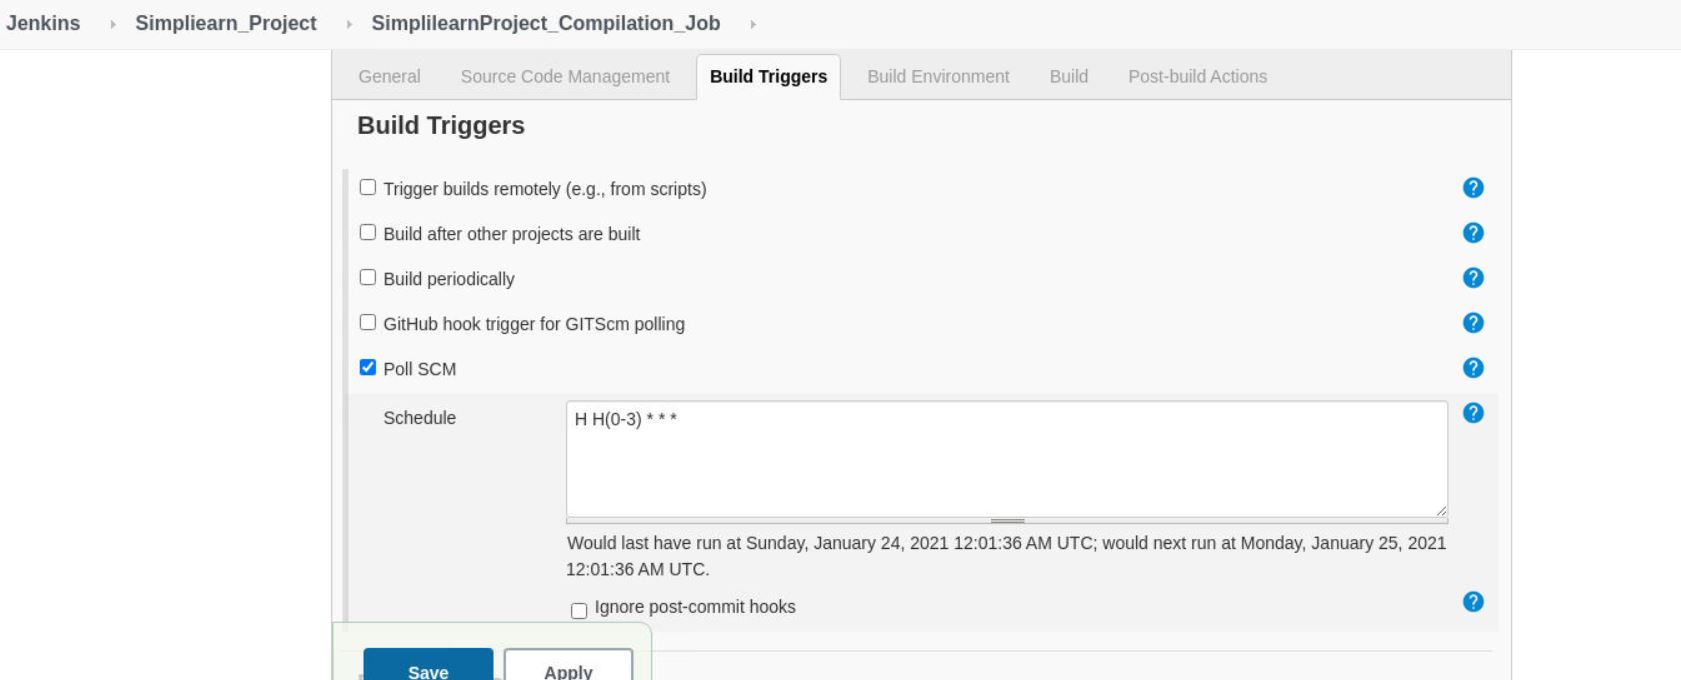 Jenkins Simpliearn_Project SimplilearnProject_Compilation_Job
General Source Code Management Build Triggers Build Environment Build Post-build Actions
Build Triggers
Trigger builds remotely (e.g., from scripts)
Build after other projects are built
Build periodically
GitHub hook trigger for GITScm polling
Poll SCM
Schedule H H(0-3) * * *
Would last have run at Sunday, January 24, 2021 12:01:36 AM UTC; would next run at Monday, January 25, 2021
12:01:36 AM UTC.
Ignore post-commit hooks
Save Apply